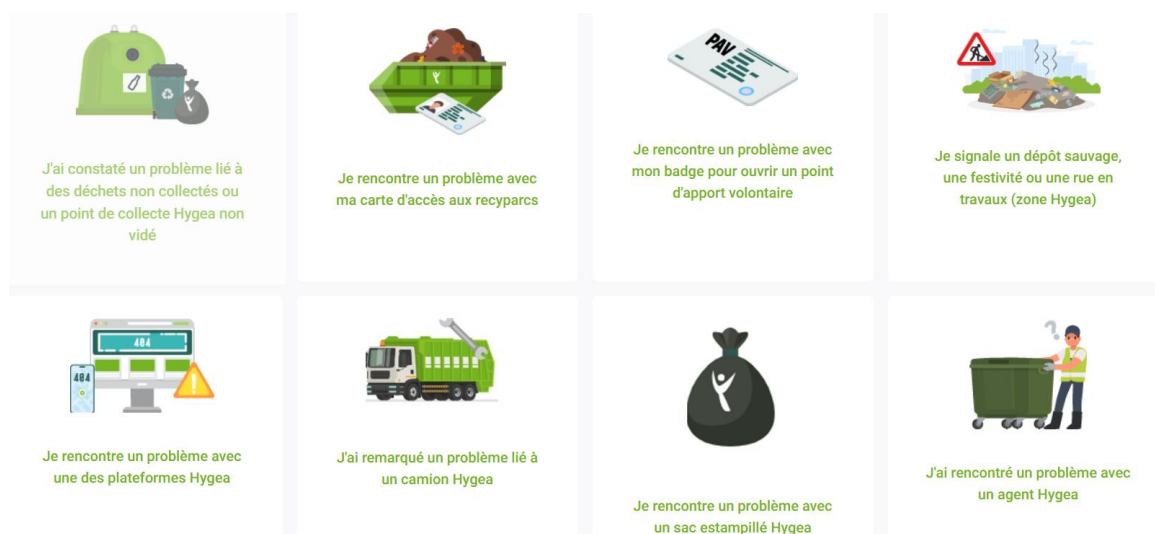 PAV
J'ai constaté un problème lié à
des déchets non collectés ou
un point de collecte Hygea non
vidé
Je rencontre un problème avec
ma carte d'accès aux recyparcs
Je rencontre un problème avec
mon badge pour ouvrir un point
d'apport volontaire
Je signale un dépôt sauvage,
une festivité ou une rue en
travaux (zone Hygea)
404
404
Je rencontre un problème avec
une des plateformes Hygea
J'ai remarqué un problème lié à
un camion Hygea
Je rencontre un problème avec
un sac estampillé Hygea
J'ai rencontré un problème avec
un agent Hygea